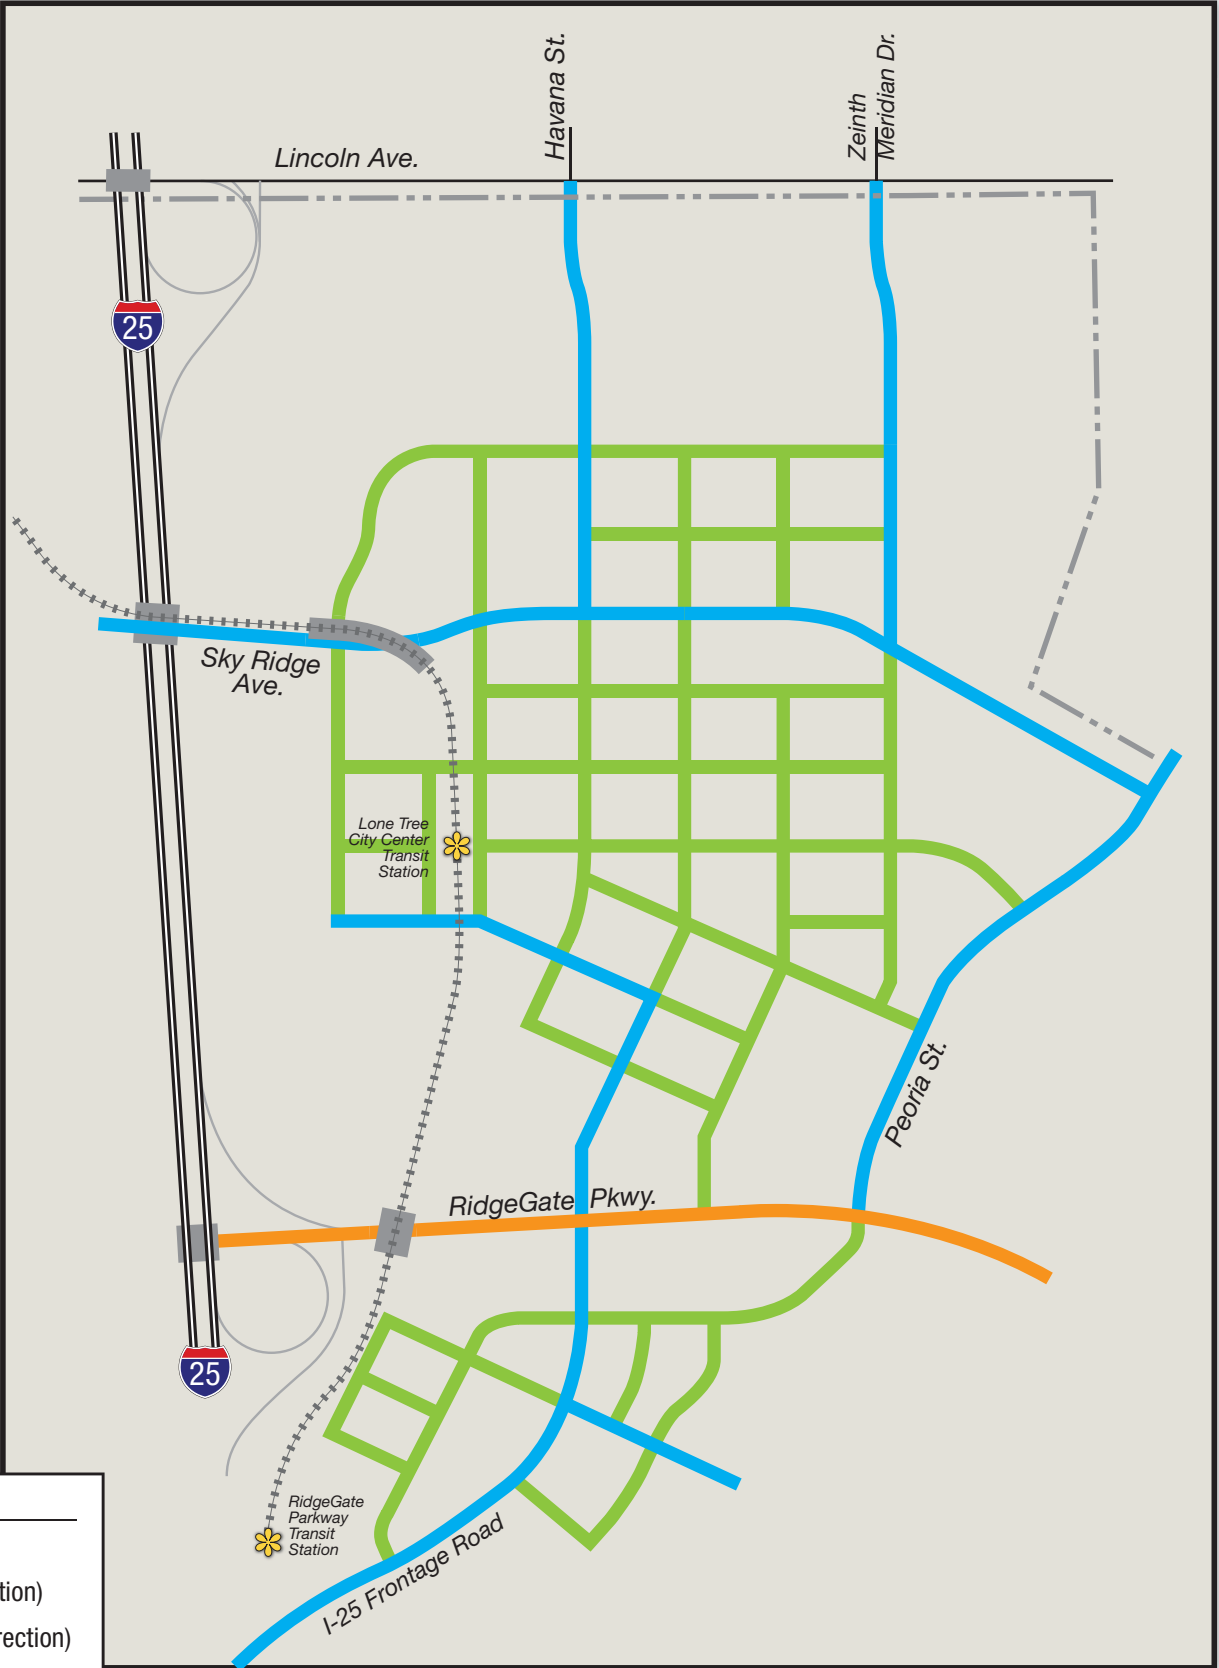 Havana St.
Zeinth
Meridian Dr.
Lincoln Ave.
25
Sky Ridge
Ave.
Lone Tree
City Center
Transit
Station
Peoria St.
RidgeGate Pkwy.
25
RidgeGate
Parkway
Transit
Station
I-25 Frontage Road
tion)
rection)